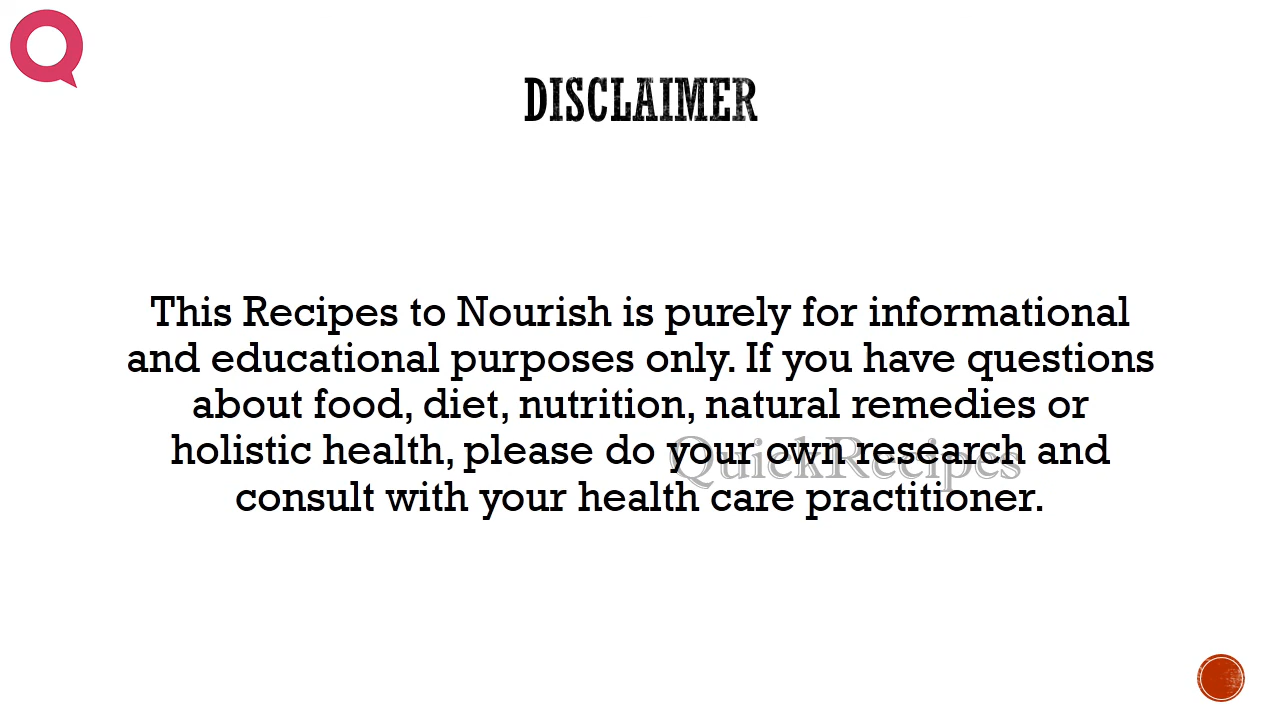 DISCLAIMER
This Recipes to Nourish is purely for informational
and educational purposes only. If you have questions
about food, diet, nutrition, natural remedies or
holistic health, please do your own research and
QuickRecipes
consult with your health care practitioner.